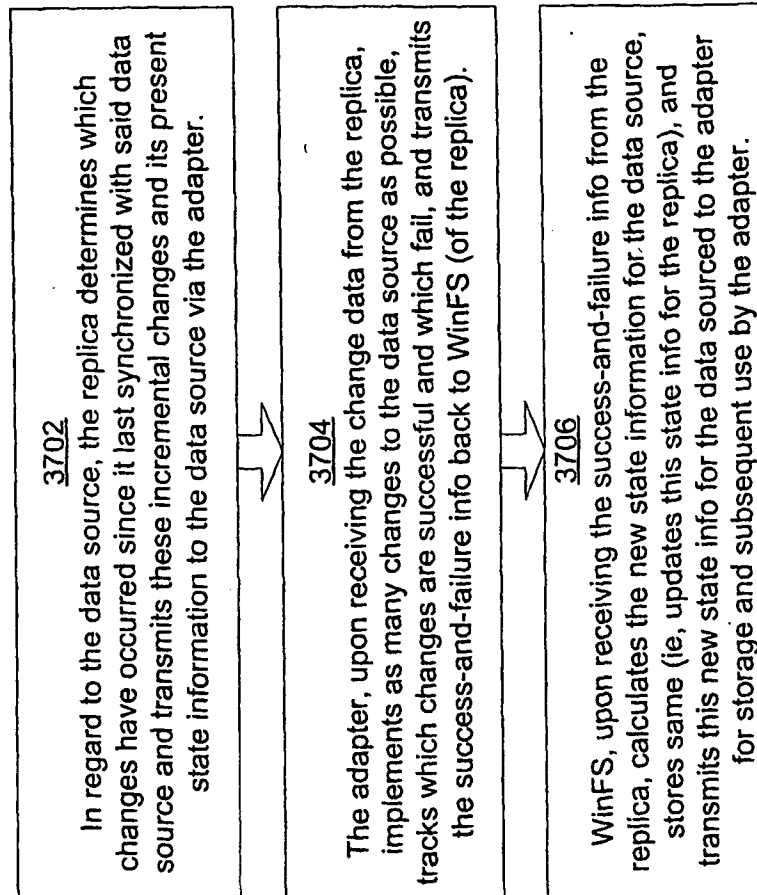 3702
In regard to the data source, the replica determines which
changes have occurred since it last synchronized with said data
source and transmits these incremental changes and its present
state information to the data source via the adapter.
3704
The adapter, upon receiving the change data from the replica,
implements as many changes to the data source as possible,
tracks which changes are successful and which fail, and transmits
the success-and-failure info back to WinFS (of the replica).
3706
WinFS, upon receiving the success-and-failure info from the
replica, calculates the new state information for the data source,
stores same (ie, updates this state info for the replica), and
transmits this new state info for the data sourced to the adapter
for storage and subsequent use by the adapter.